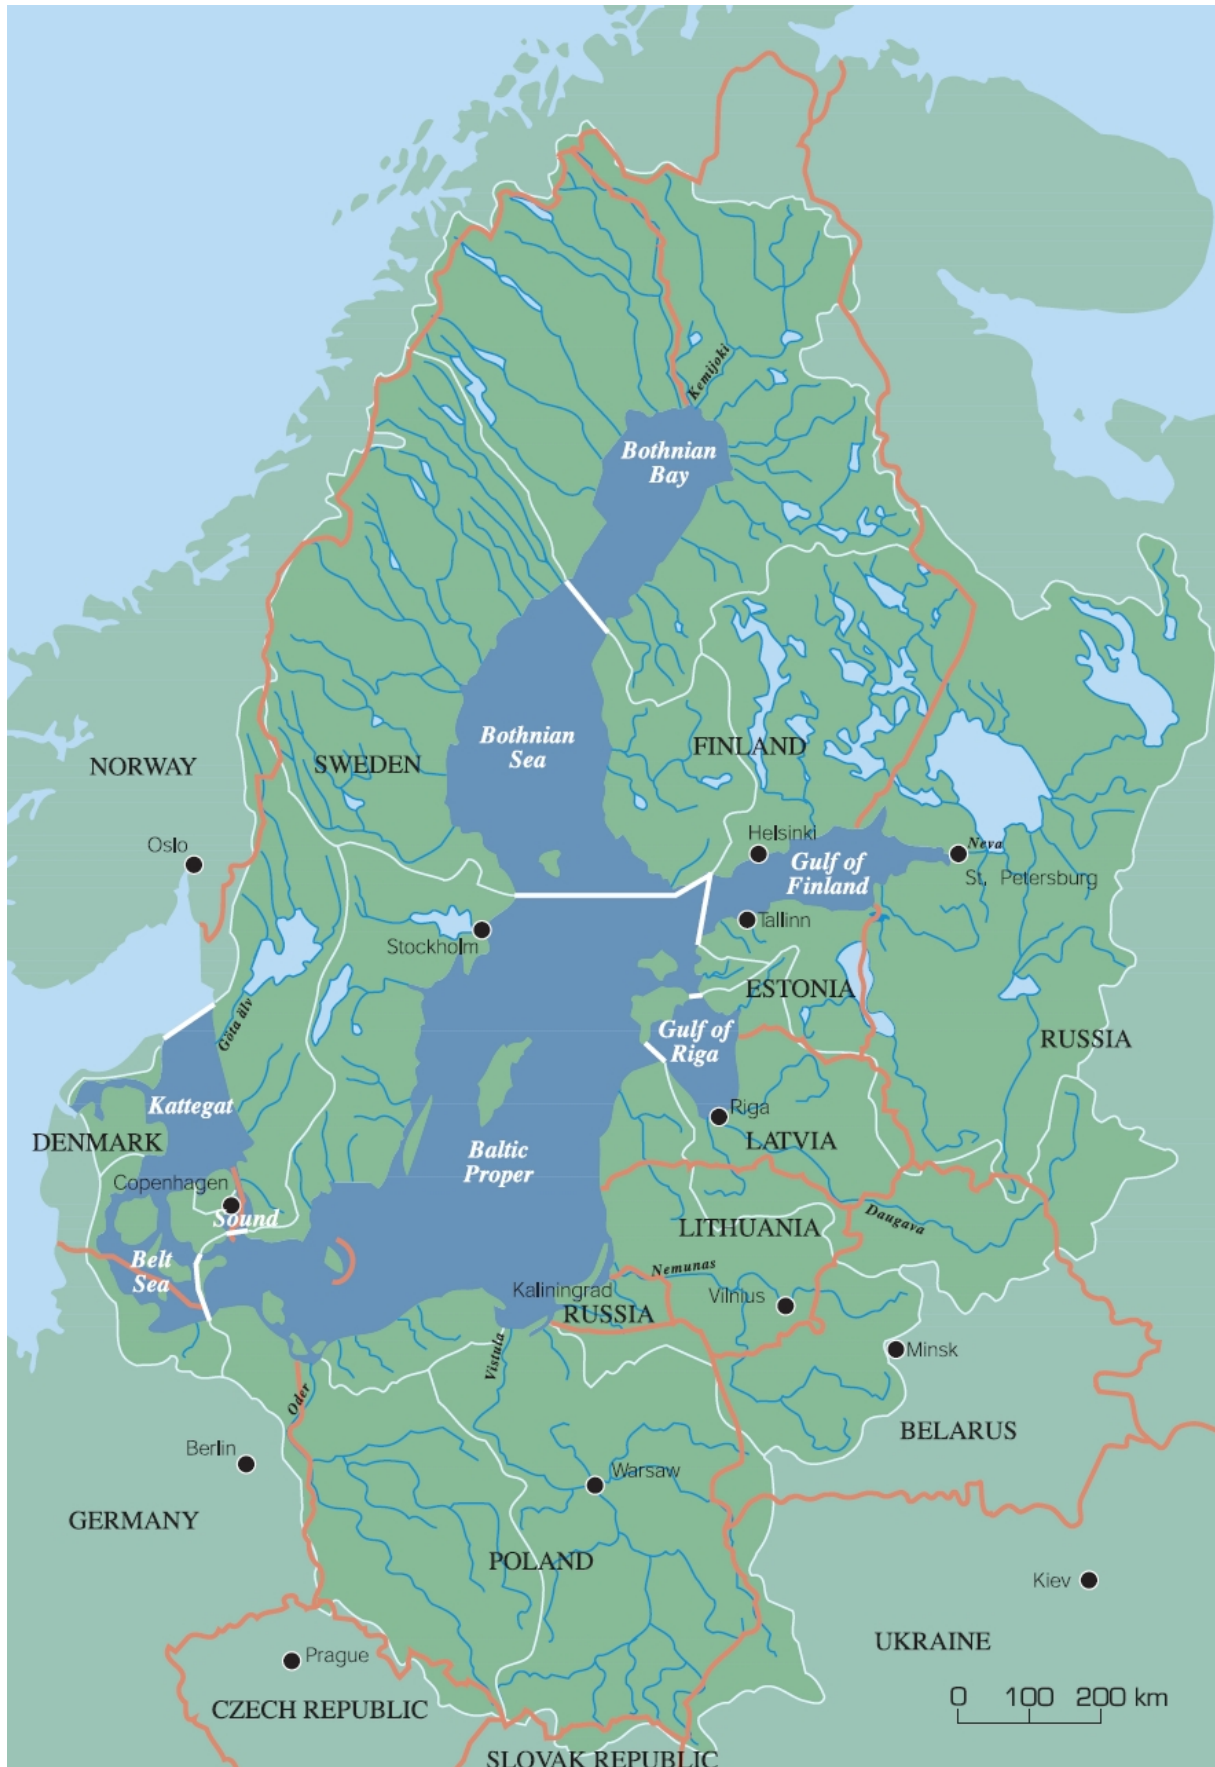 Kemijoki
Bothnian
Bay
Bothnian
Sea
FINLAND
NORWAY
SWEDEN
Oslo
Helsinki
Gulf of
Finland
Neva
St. Petersburg
Stockholm
Tallinn
ESTONIA
Göta älv
Gulf of
Riga
RUSSIA
Kattegat
Riga
DENMARK
LATVIA
Baltic
Proper
Copenhagen
Sound
Daugava
LITHUANIA
Belt
Sea
Nemunas
Kaliningrad
RUSSIA
Vilnius
Vistula
Minsk
Oder
BELARUS
Berlin
Warsaw
GERMANY
POLAND
Kiev
UKRAINE
Prague
CZECH REPUBLIC
0 100 200 km
SLOVAK REPUBLIC